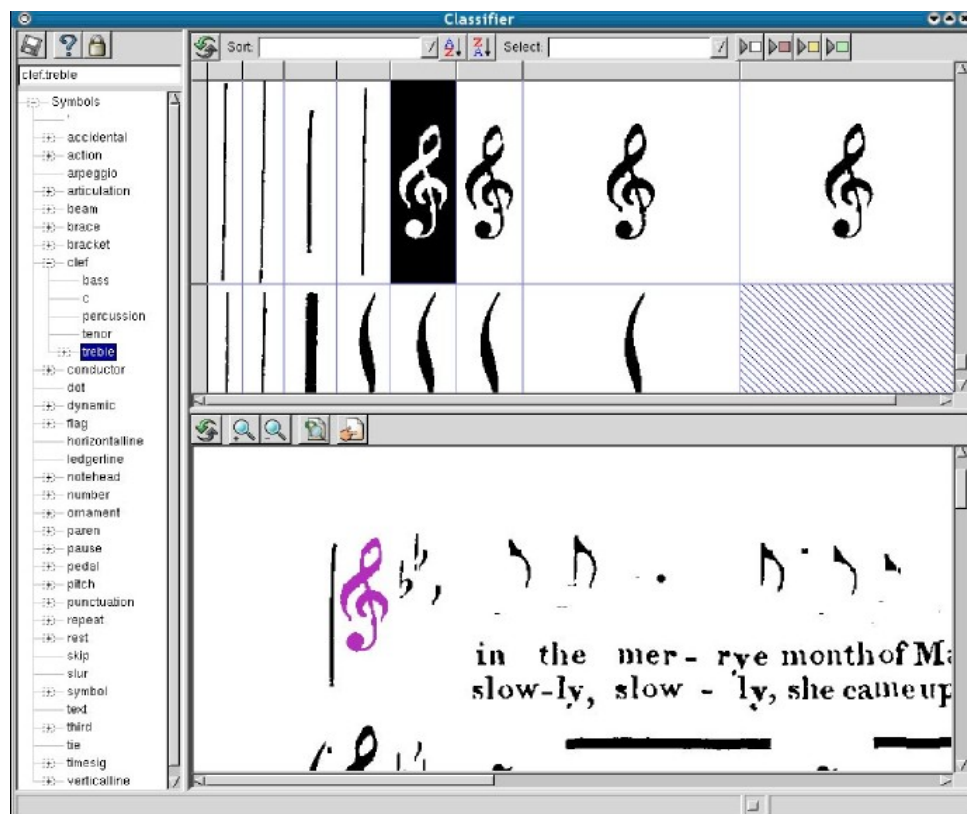 Classifier
Sort:
Select:
clef.treble
Symbols
'
accidental
action
arpeggio
articulation
beam
brace
bracket
clef
bass
c
percussion
tenor
treble
conductor
dot
dynamic
flag
horizontalline
ledgerline
notehead
number
ornament
paren
pause
pedal
pitch
punctuation
repeat
rest
skip
slur
symbol
text
third
tie
timesig
verticalline
in the mer - rye month of Ma
slow-ly, slow - ly, she came up